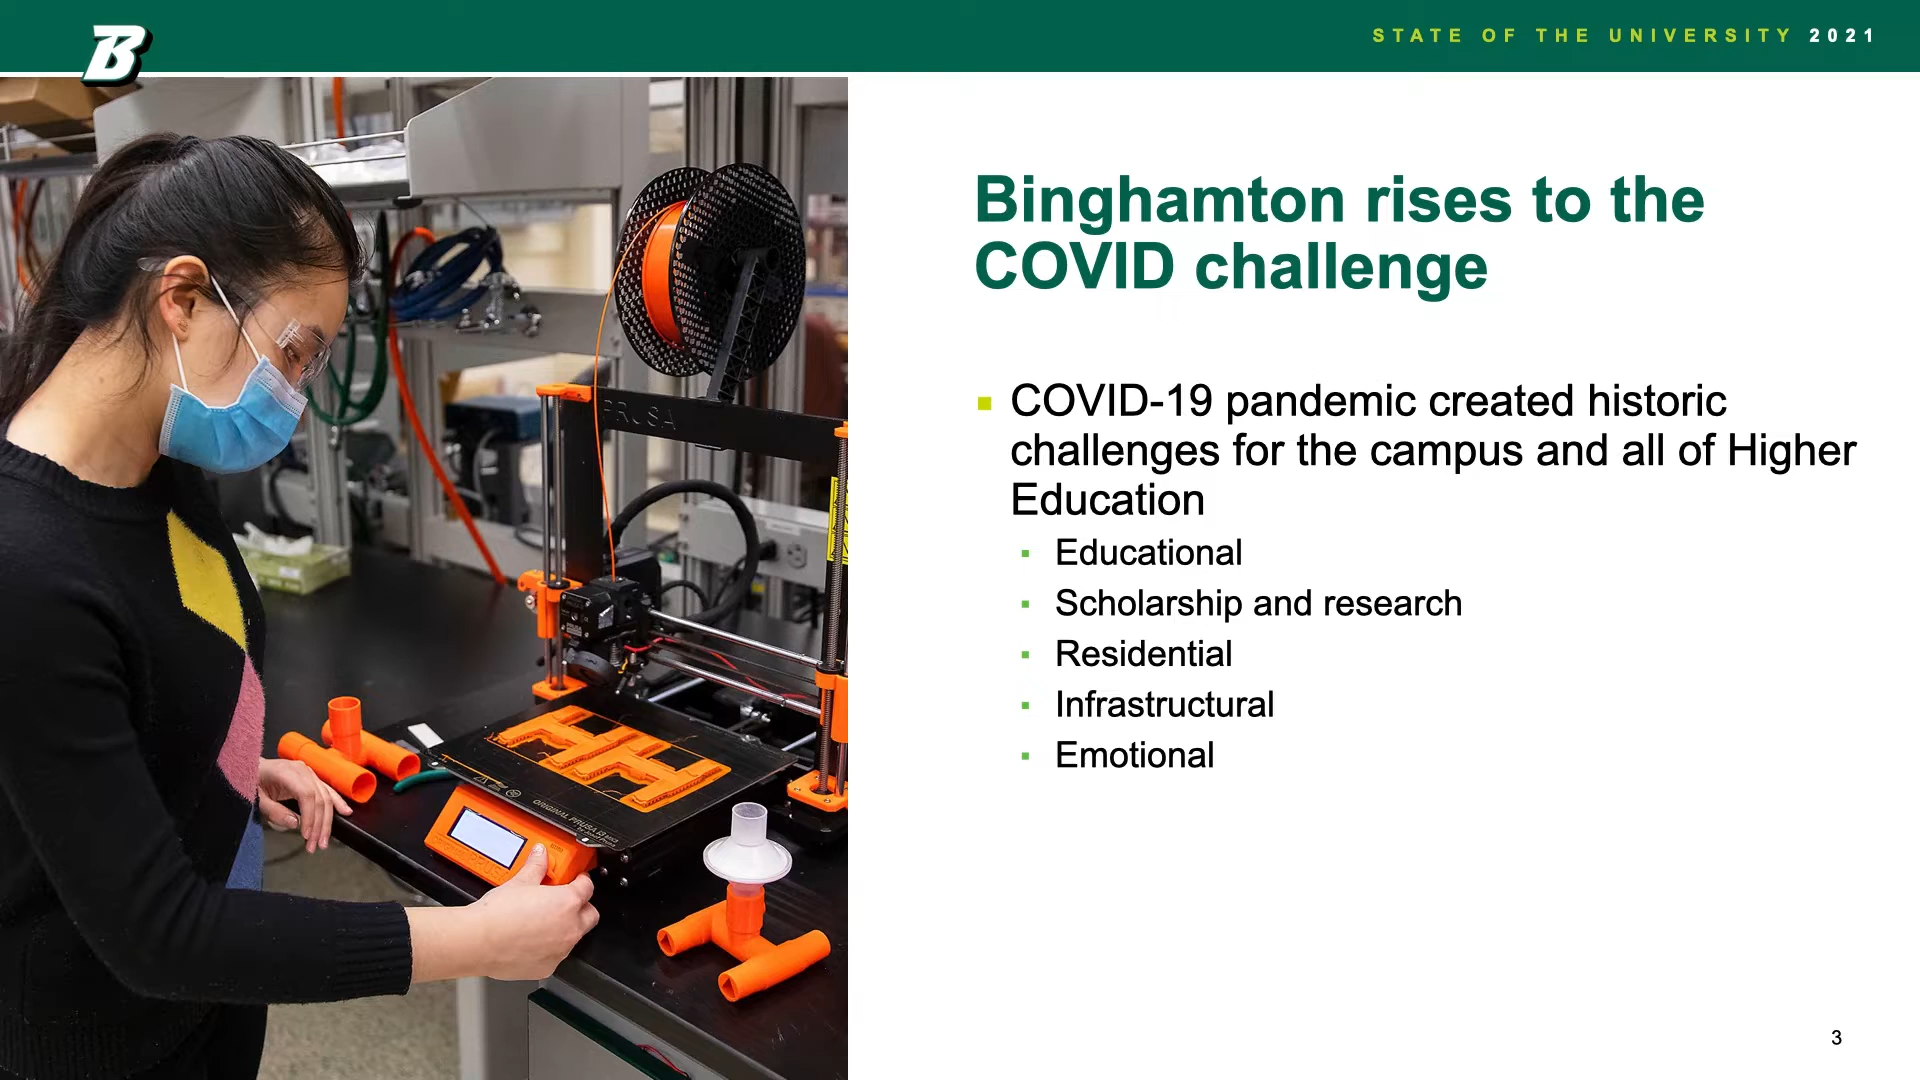 B
STATE OF THE UNIVERSITY 2021
Binghamton rises to the
COVID challenge
COVID-19 pandemic created historic
challenges for the campus and all of Higher
Education
Educational
Scholarship and research
Residential
Infrastructural
Emotional
PRUSA
ORIGINAL PRUSA
3